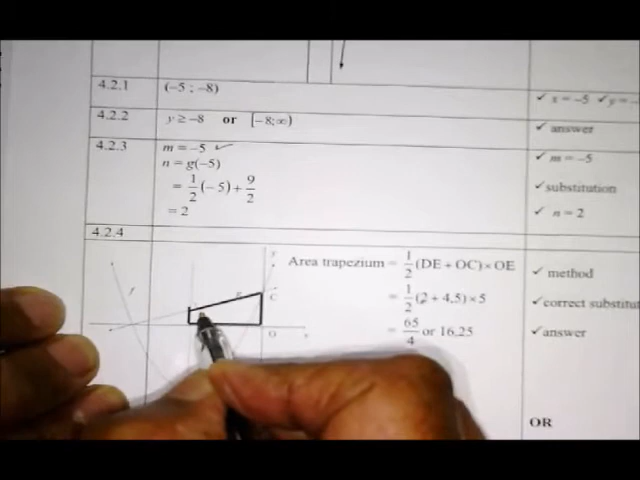 4.2.1 (−5 ; −8) ✓ x = −5 ✓ y =
4.2.2 y ≥ −8 or [−8;∞) ✓ answer
4.2.3 m = −5 ✓ ✓ m = −5
n = g(−5)
= 1/2(−5) + 9/2 ✓ substitution
= 2 ✓ n = 2
4.2.4
y
f
g
C
O
Area trapezium = 1/2(DE + OC) × OE ✓ method
= 1/2(2 + 4,5) × 5 ✓ correct substitu
= 65/4 or 16.25 ✓ answer
OR